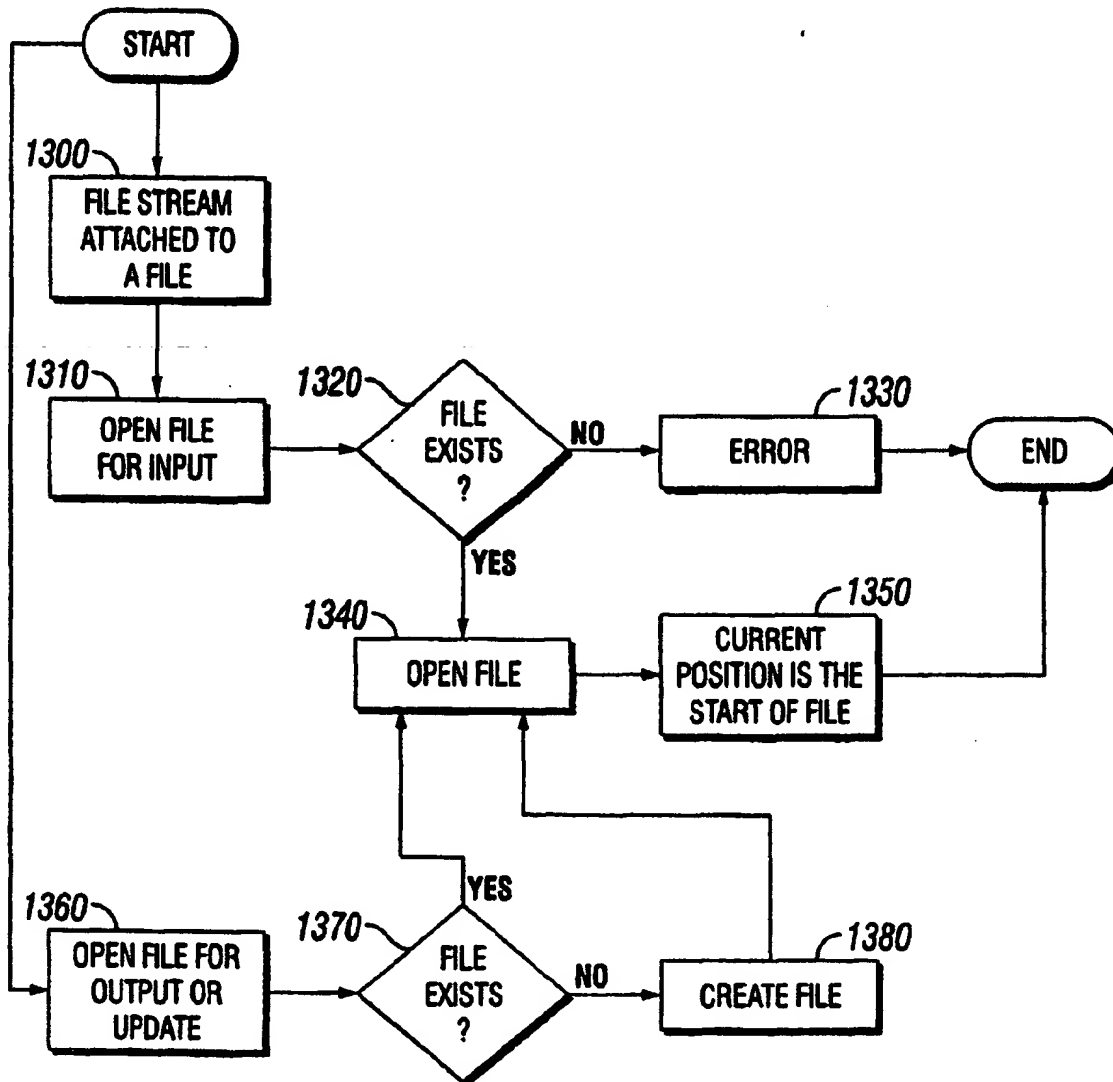 START
1300
FILE STREAM
ATTACHED TO
A FILE
1310
OPEN FILE
FOR INPUT
1320
FILE
EXISTS
?
NO
YES
1330
ERROR
END
1340
OPEN FILE
1350
CURRENT
POSITION IS THE
START OF FILE
1360
OPEN FILE FOR
OUTPUT OR
UPDATE
1370
FILE
EXISTS
?
YES
NO
1380
CREATE FILE